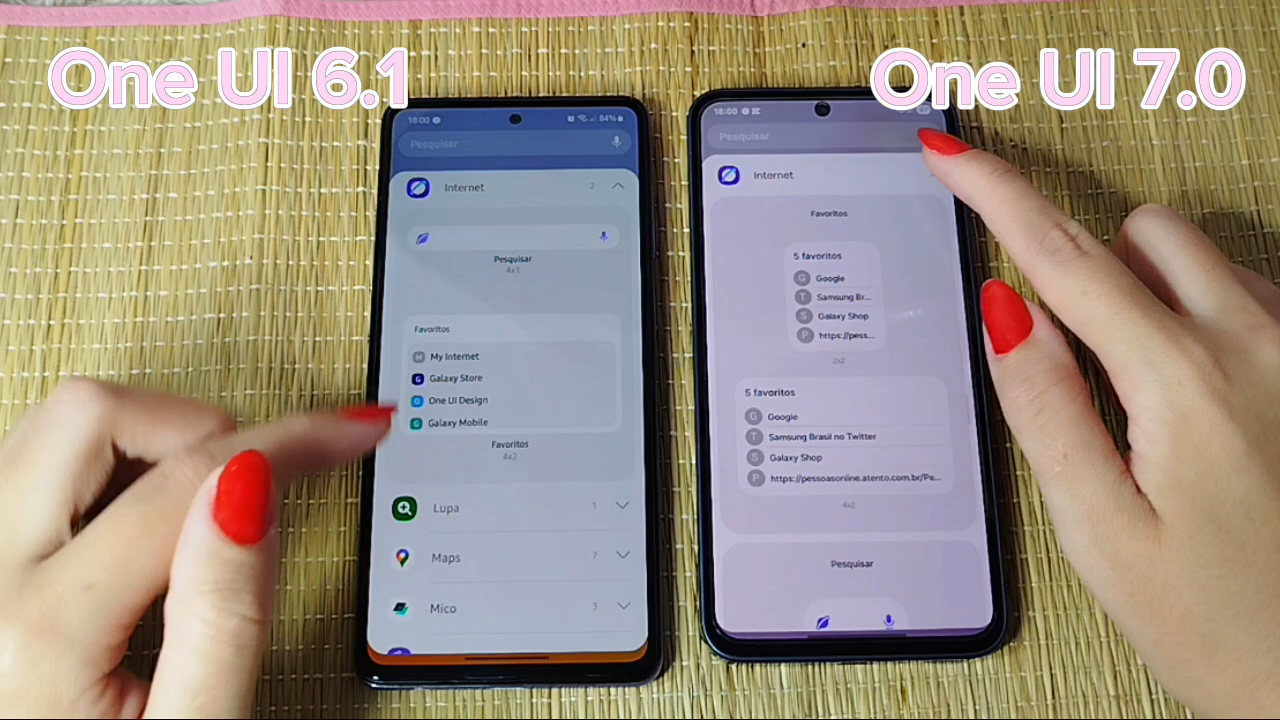 One UI 6.1
One UI 7.0
18:00
84%
Pesquisar
Internet
2
Pesquisar
4x1
Favoritos
My Internet
Galaxy Store
One UI Design
Galaxy Mobile
Favoritos
4x2
Lupa
1
Maps
7
Mico
3
18:00
Pesquisar
Internet
Favoritos
5 favoritos
G Google
T Samsung Br...
S Galaxy Shop
P https://pess...
2x2
5 favoritos
G Google
T Samsung Brasil no Twitter
S Galaxy Shop
P https://pessoasonline.atento.com.br/Pe...
4x2
Pesquisar